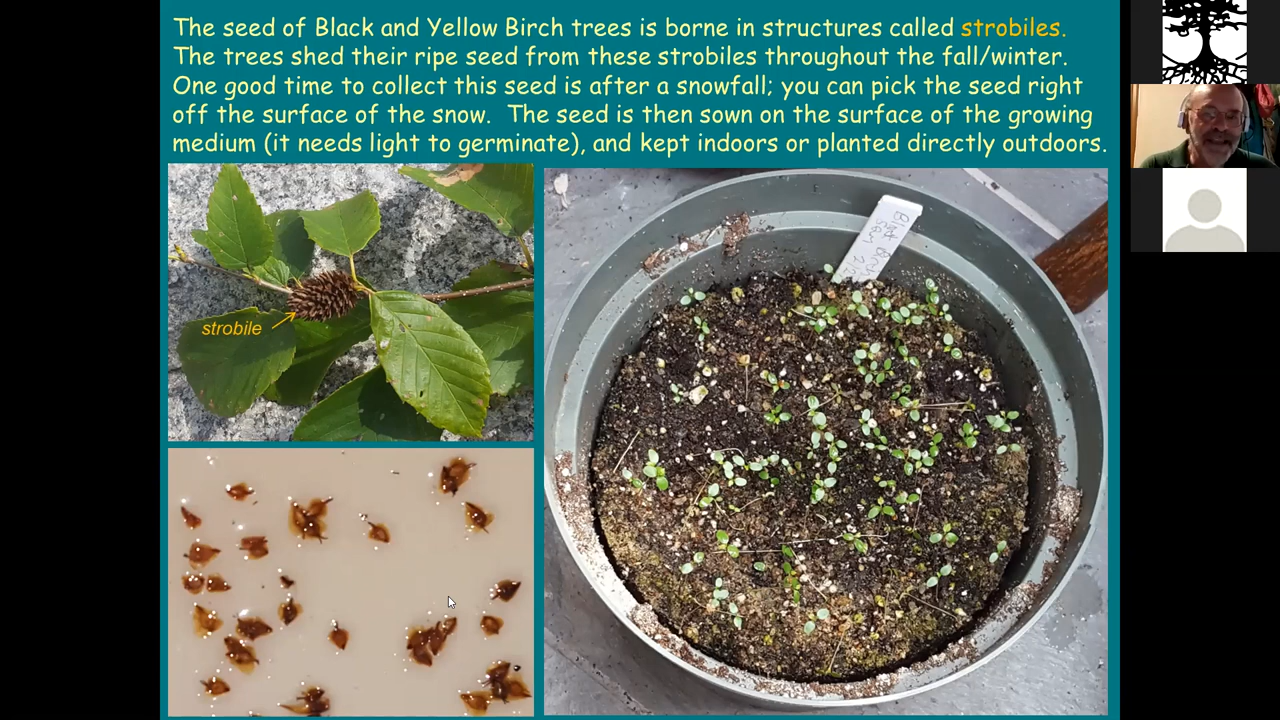 The seed of Black and Yellow Birch trees is borne in structures called strobiles.
The trees shed their ripe seed from these strobiles throughout the fall/winter.
One good time to collect this seed is after a snowfall; you can pick the seed right
off the surface of the snow. The seed is then sown on the surface of the growing
medium (it needs light to germinate), and kept indoors or planted directly outdoors.
strobile